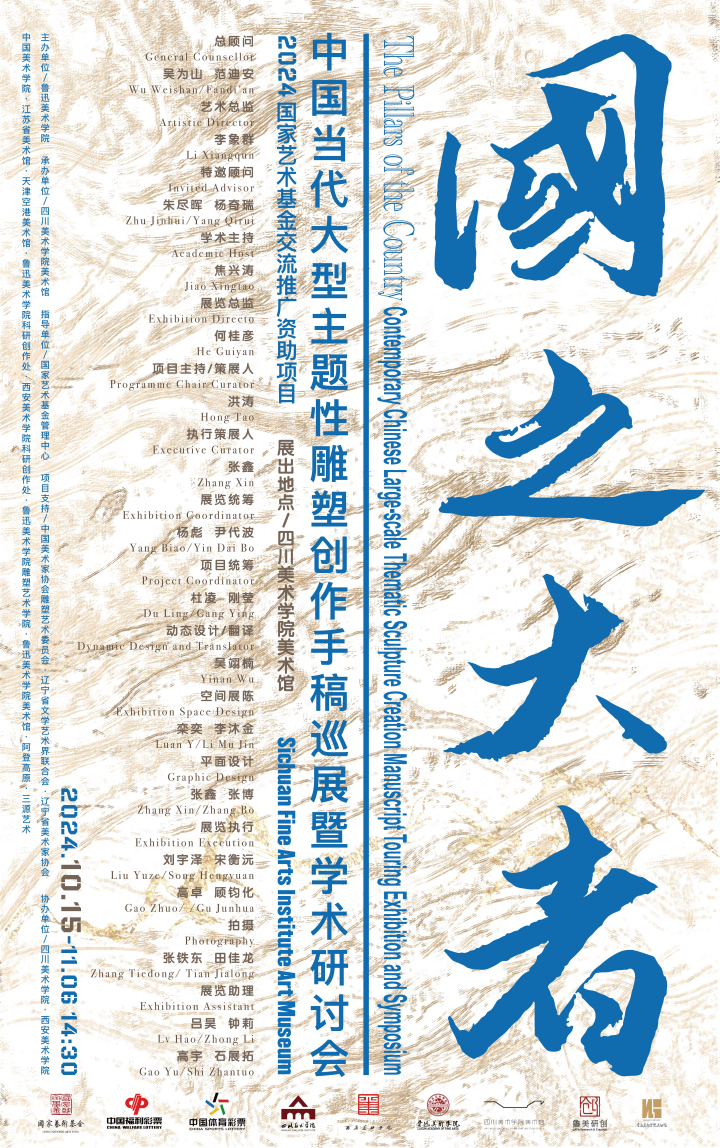 國之大者
The Pillars of the Country Contemporary Chinese Large-scale Thematic Sculpture Creation Manuscript Touring Exhibition and Symposium
中国当代大型主题性雕塑创作手稿巡展暨学术研讨会
2024国家艺术基金交流推广资助项目 展出地点/四川美术学院美术馆 Sichuan Fine Arts Institute Art Museum
总顾问
General Counsellor
吴为山 范迪安
Wu Weishan/Fandi'an
艺术总监
Artistic Director
李象群
Li Xiangqun
特邀顾问
Invited Advisor
朱尽晖 杨奇瑞
Zhu Jinhui/Yang Qirui
学术主持
Academic Host
焦兴涛
Jiao Xingtao
展览总监
Exhibition Directo
何桂彦
He Guiyan
项目主持/策展人
Programme Chair Curator
洪涛
Hong Tao
执行策展人
Executive Curator
张鑫
Zhang Xin
展览统筹
Exhibition Coordinator
杨彪 尹代波
Yang Biao/Yin Dai Bo
项目统筹
Project Coordinator
杜凌 刚莹
Du Ling/Gang Ying
动态设计/翻译
Dynamic Design and Translator
吴翊楠
Yinan Wu
空间展陈
Exhibition Space Design
栾奕 李沐金
Luan Y/Li Mu Jin
平面设计
Graphic Design
张鑫 张博
Zhang Xin/Zhang Bo
展览执行
Exhibition Execution
刘宇泽 宋衡沅
Liu Yuze/Song Hengyuan
高卓 顾钧化
Gao Zhuo/ /Gu Junhua
拍摄
Photography
张铁东 田佳龙
Zhang Tiedong/ Tian Jialong
展览助理
Exhibition Assistant
吕昊 钟莉
Lv Hao/Zhong Li
高宇 石展拓
Gao Yu/Shi Zhantuo
2024.10.15-11.06 14:30
主办单位/鲁迅美术学院 承办单位/四川美术学院美术馆 指导单位/国家艺术基金管理中心 项目支持/中国美术家协会雕塑艺术委员会·辽宁省文学艺术界联合会·辽宁省美术家协会 协办单位/四川美术学院·西安美术学院
中国美术学院·江苏省美术馆·天津空港美术馆·鲁迅美术学院科研创作处·西安美术学院科研创作处·鲁迅美术学院雕塑艺术学院·鲁迅美术学院美术馆·阿登高原·三源艺术
國家藝術基金
中国福利彩票
CHINA WELFARE LOTTERY
中国体育彩票
CHINA SPORTS LOTTERY
四川美术学院美术馆
鲁美研创